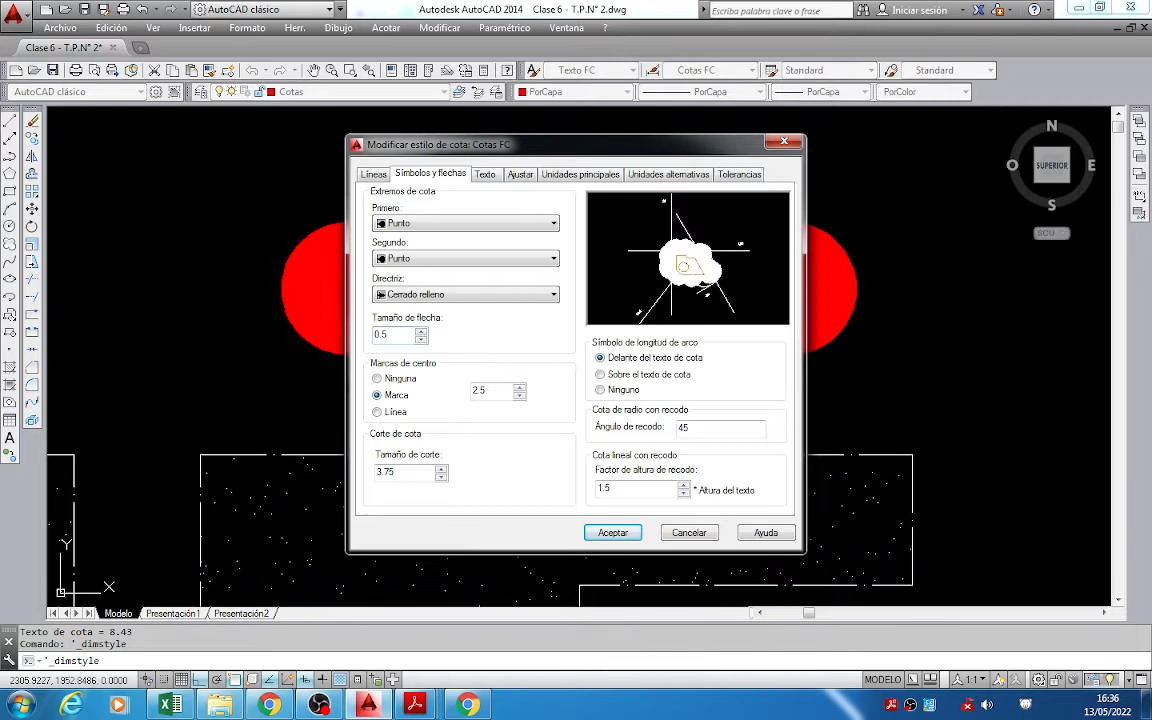 AutoCAD clásico
Autodesk AutoCAD 2014 Clase 6 - T.P.N° 2.dwg
Escriba palabra clave o frase
Iniciar sesión
Archivo Edición Ver Insertar Formato Herr. Dibujo Acotar Modificar Paramétrico Ventana ?
Clase 6 - T.P.N° 2*
Texto FC Cotas FC Standard Standard
AutoCAD clásico Cotas PorCapa PorCapa PorCapa PorColor
Modificar estilo de cota: Cotas FC
Líneas Símbolos y flechas Texto Ajustar Unidades principales Unidades alternativas Tolerancias
Extremos de cota
Primero:
Punto
Segundo:
Punto
Directriz:
Cerrado relleno
Tamaño de flecha:
0.5
Marcas de centro
Ninguna
Marca
2.5
Línea
Corte de cota
Tamaño de corte:
3.75
Símbolo de longitud de arco
Delante del texto de cota
Sobre el texto de cota
Ninguno
Cota de radio con recodo
Ángulo de recodo: 45
Cota lineal con recodo
Factor de altura de recodo:
1.5 * Altura del texto
Aceptar Cancelar Ayuda
N
O SUPERIOR E
S
SCU
Y
X
Modelo Presentación1 Presentación2
Texto de cota = 8.43
Comando: '_dimstyle
'_dimstyle
2305.9227, 1952.8486, 0.0000
MODELO
1:1
16:36
13/05/2022